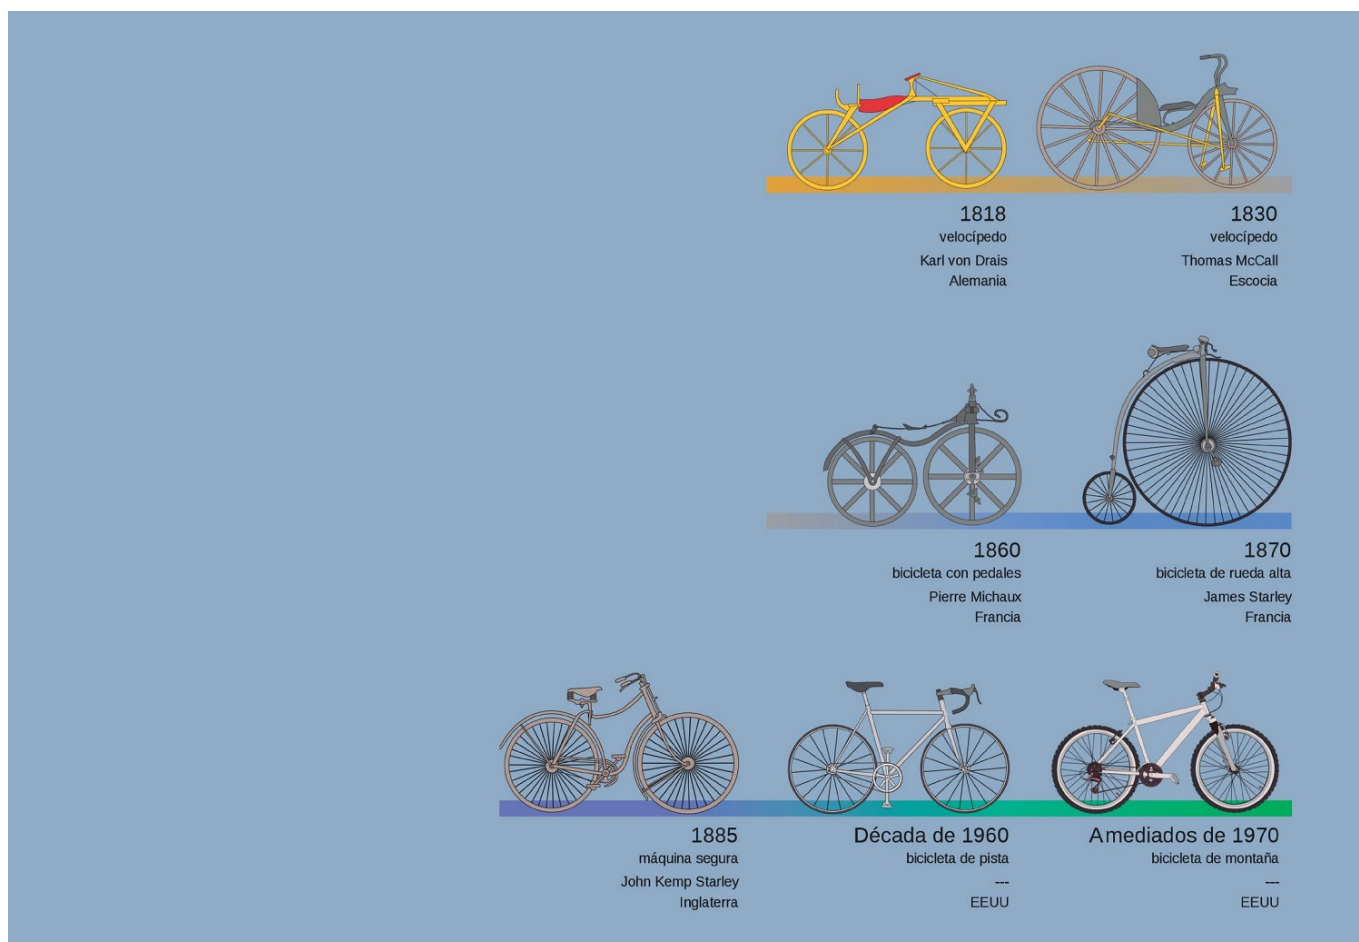 1818
velocípedo
Karl von Drais
Alemania
1830
velocípedo
Thomas McCall
Escocia
1860
bicicleta con pedales
Pierre Michaux
Francia
1870
bicicleta de rueda alta
James Starley
Francia
1885
máquina segura
John Kemp Starley
Inglaterra
Década de 1960
bicicleta de pista
---
EEUU
A mediados de 1970
bicicleta de montaña
---
EEUU